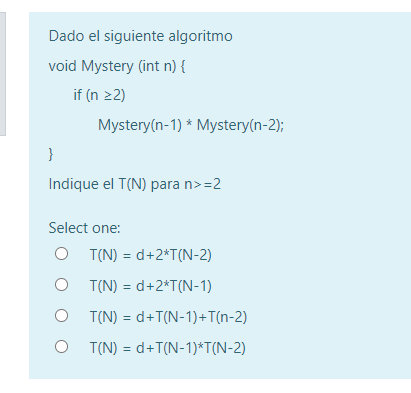 Dado el siguiente algoritmo
void Mystery (int n) {
if (n ≥2)
Mystery(n-1) * Mystery(n-2);
}
Indique el T(N) para n>=2
Select one:
T(N) = d+2*T(N-2)
T(N) = d+2*T(N-1)
T(N) = d+T(N-1)+T(n-2)
T(N) = d+T(N-1)*T(N-2)